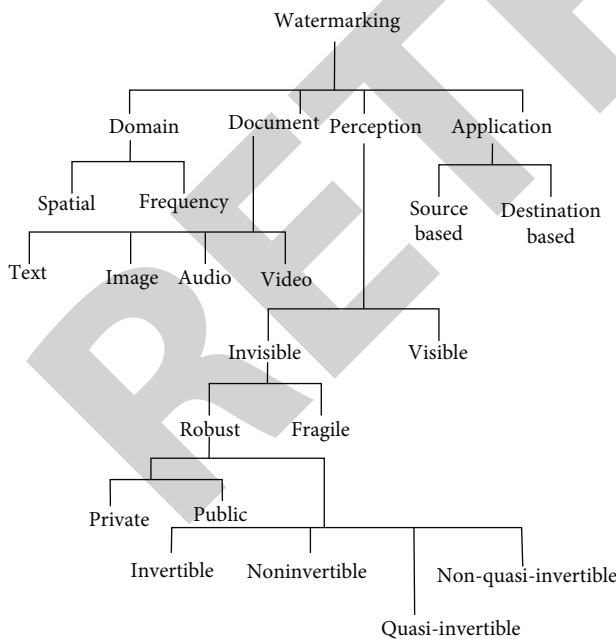 Watermarking
Domain
Document
Perception
Application
Spatial
Frequency
Source
based
Destination
based
Text
Image
Audio
Video
Invisible
Visible
Robust
Fragile
Private
Public
Invertible
Noninvertible
Non-quasi-invertible
Quasi-invertible
RET